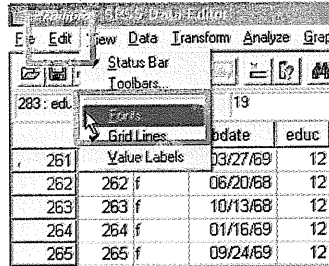 SPSS Data Editor
Edit View Data Transform Analyze Grap
Status Bar
Toolbars...
283 : edu
19
Fonts
Grid Lines
Value Labels
bdate educ
261 03/27/69 12
262 262 f 06/20/68 12
263 263 f 10/13/68 12
264 264 f 01/16/69 12
265 265 f 09/24/69 12